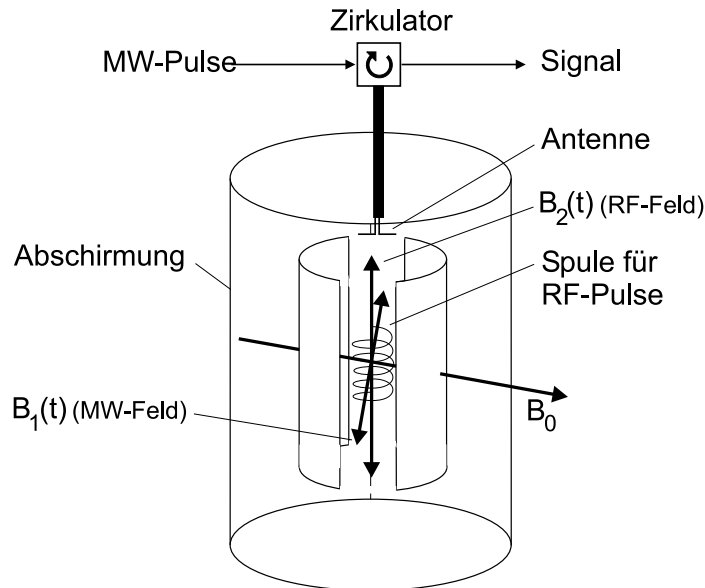 Zirkulator
MW-Pulse
Signal
Antenne
B₂(t) (RF-Feld)
Abschirmung
Spule für
RF-Pulse
B₁(t) (MW-Feld)
B₀